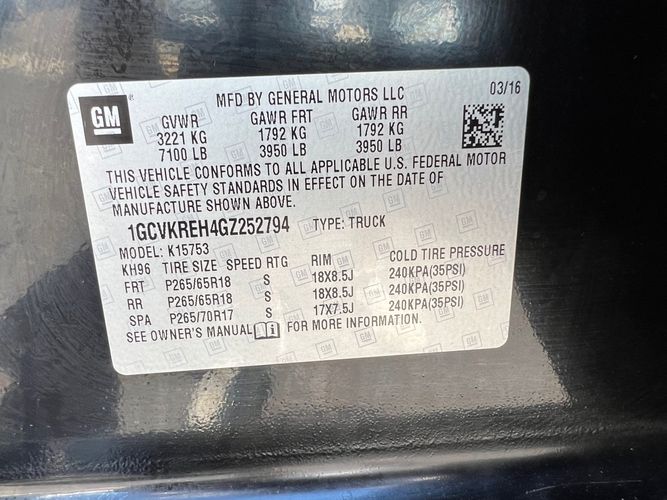 GM MFD BY GENERAL MOTORS LLC 03/16
GVWR GAWR FRT GAWR RR
3221 KG 1792 KG 1792 KG
7100 LB 3950 LB 3950 LB
THIS VEHICLE CONFORMS TO ALL APPLICABLE U.S. FEDERAL MOTOR
VEHICLE SAFETY STANDARDS IN EFFECT ON THE DATE OF
MANUFACTURE SHOWN ABOVE.
1GCVKREH4GZ252794 TYPE: TRUCK
MODEL: K15753
KH96 TIRE SIZE SPEED RTG RIM COLD TIRE PRESSURE
FRT P265/65R18 S 18X8.5J 240KPA(35PSI)
RR P265/65R18 S 18X8.5J 240KPA(35PSI)
SPA P265/70R17 S 17X7.5J 240KPA(35PSI)
SEE OWNER'S MANUAL FOR MORE INFORMATION.